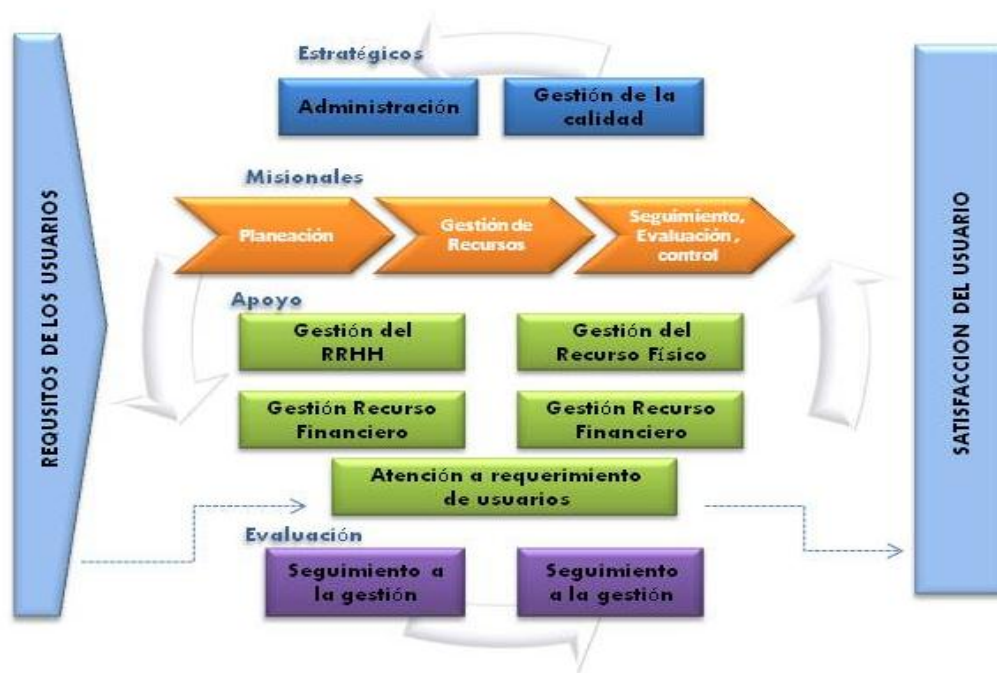 REQUSITOS DE LOS USUARIOS
Estratégicos
Administración
Gestión de la
calidad
Misionales
Planeación
Gestión de
Recursos
Seguimiento,
Evaluación ,
control
Apoyo
Gestión del
RRHH
Gestión del
Recurso Físico
Gestión Recurso
Financiero
Gestión Recurso
Financiero
Atención a requerimiento
de usuarios
Evaluación
Seguimiento a
la gestión
Seguimiento
a la gestión
SATISFACCION DEL USUARIO